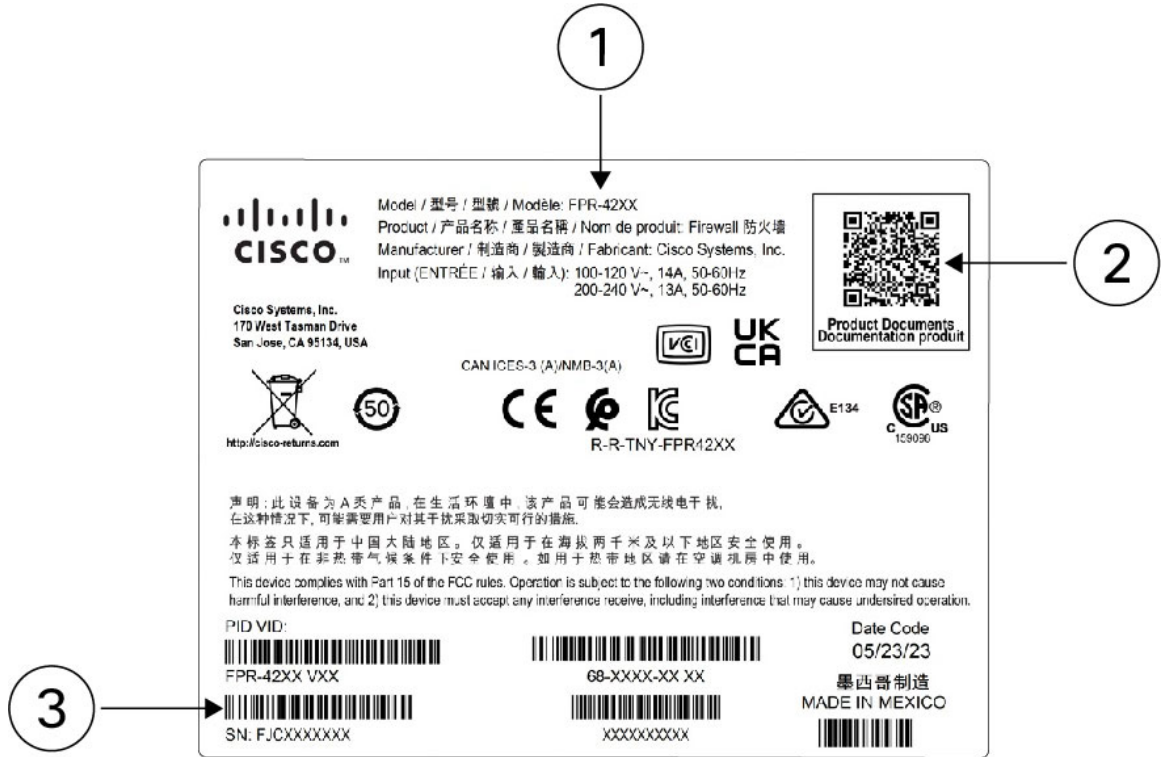 1
Model / 型号 / 型號 / Modèle: FPR-42XX
Product / 产品名称 / 產品名稱 / Nom de produit: Firewall 防火墙
Manufacturer / 制造商 / 製造商 / Fabricant: Cisco Systems, Inc.
Input (ENTRÉE / 输入 / 輸入): 100-120 V~, 14A, 50-60Hz
200-240 V~, 13A, 50-60Hz
CISCO TM
2
Product Documents
Documentation produit
Cisco Systems, Inc.
170 West Tasman Drive
San Jose, CA 95134, USA
VCI
UK
CA
CAN ICES-3 (A)/NMB-3(A)
50
CE
E134
C SA ® US
159096
http://cisco-returns.com
R-R-TNY-FPR42XX
声明:此设备为A类产品,在生活环境中,该产品可能会造成无线电干扰,
在这种情况下,可能需要用户对其干扰采取切实可行的措施.
本标签只适用于中国大陆地区。仅适用于在海拔两千米及以下地区安全使用。
仅适用于在非热带气候条件下安全使用。如用于热带地区请在空调机房中使用。
This device complies with Part 15 of the FCC rules. Operation is subject to the following two conditions: 1) this device may not cause
harmful interference, and 2) this device must accept any interference receive, including interference that may cause undersired operation.
PID VID:
FPR-42XX VXX
68-XXXX-XX XX
Date Code
05/23/23
墨西哥制造
MADE IN MEXICO
3
SN: FJCXXXXXXX
XXXXXXXXXX